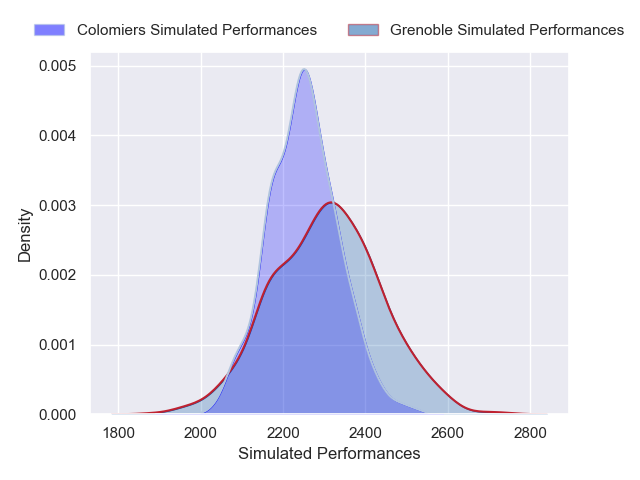 Colomiers Simulated Performances
Grenoble Simulated Performances
0.005
0.004
0.003
0.002
0.001
0.000
Density
1800 2000 2200 2400 2600 2800
Simulated Performances